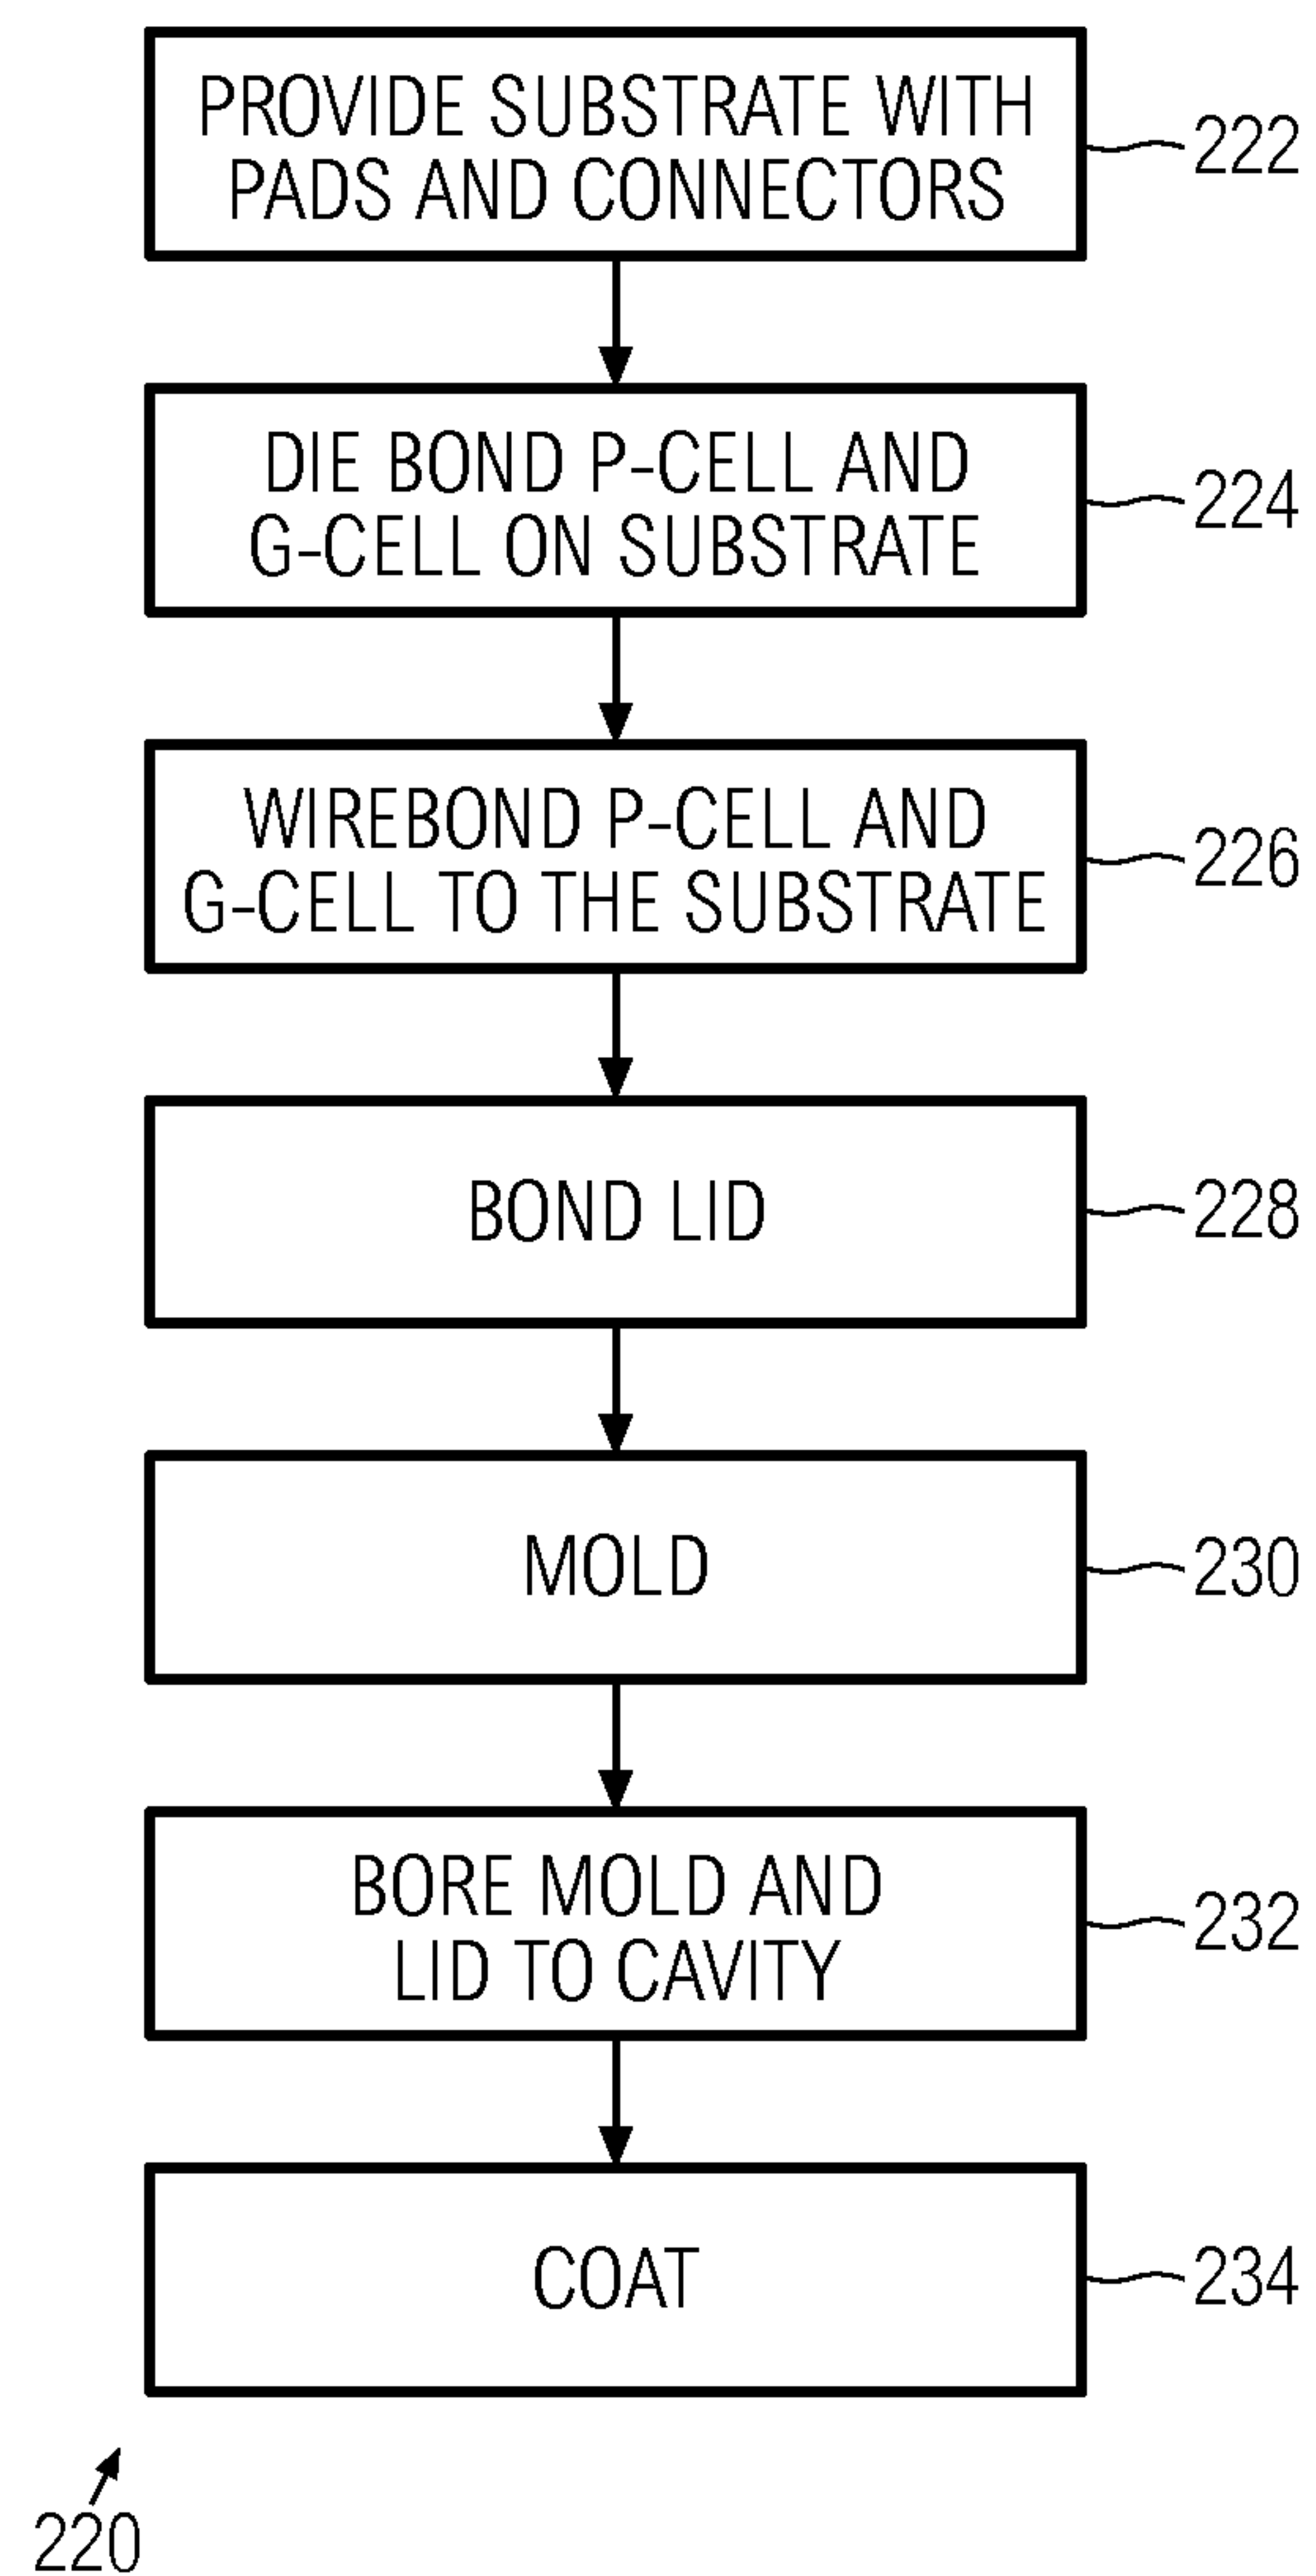 PROVIDE SUBSTRATE WITH
PADS AND CONNECTORS
222
DIE BOND P-CELL AND
G-CELL ON SUBSTRATE
224
WIREBOND P-CELL AND
G-CELL TO THE SUBSTRATE
226
BOND LID
228
MOLD
230
BORE MOLD AND
LID TO CAVITY
232
COAT
234
220